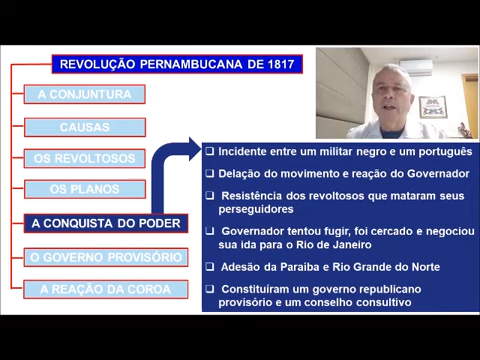 REVOLUÇÃO PERNAMBUCANA DE 1817
A CONJUNTURA
CAUSAS
OS REVOLTOSOS
OS PLANOS
A CONQUISTA DO PODER
O GOVERNO PROVISÓRIO
A REAÇÃO DA COROA
Incidente entre um militar negro e um português
Delação do movimento e reação do Governador
Resistência dos revoltosos que mataram seus
perseguidores
Governador tentou fugir, foi cercado e negociou
sua ida para o Rio de Janeiro
Adesão da Paraiba e Rio Grande do Norte
Constituíram um governo republicano
provisório e um conselho consultivo